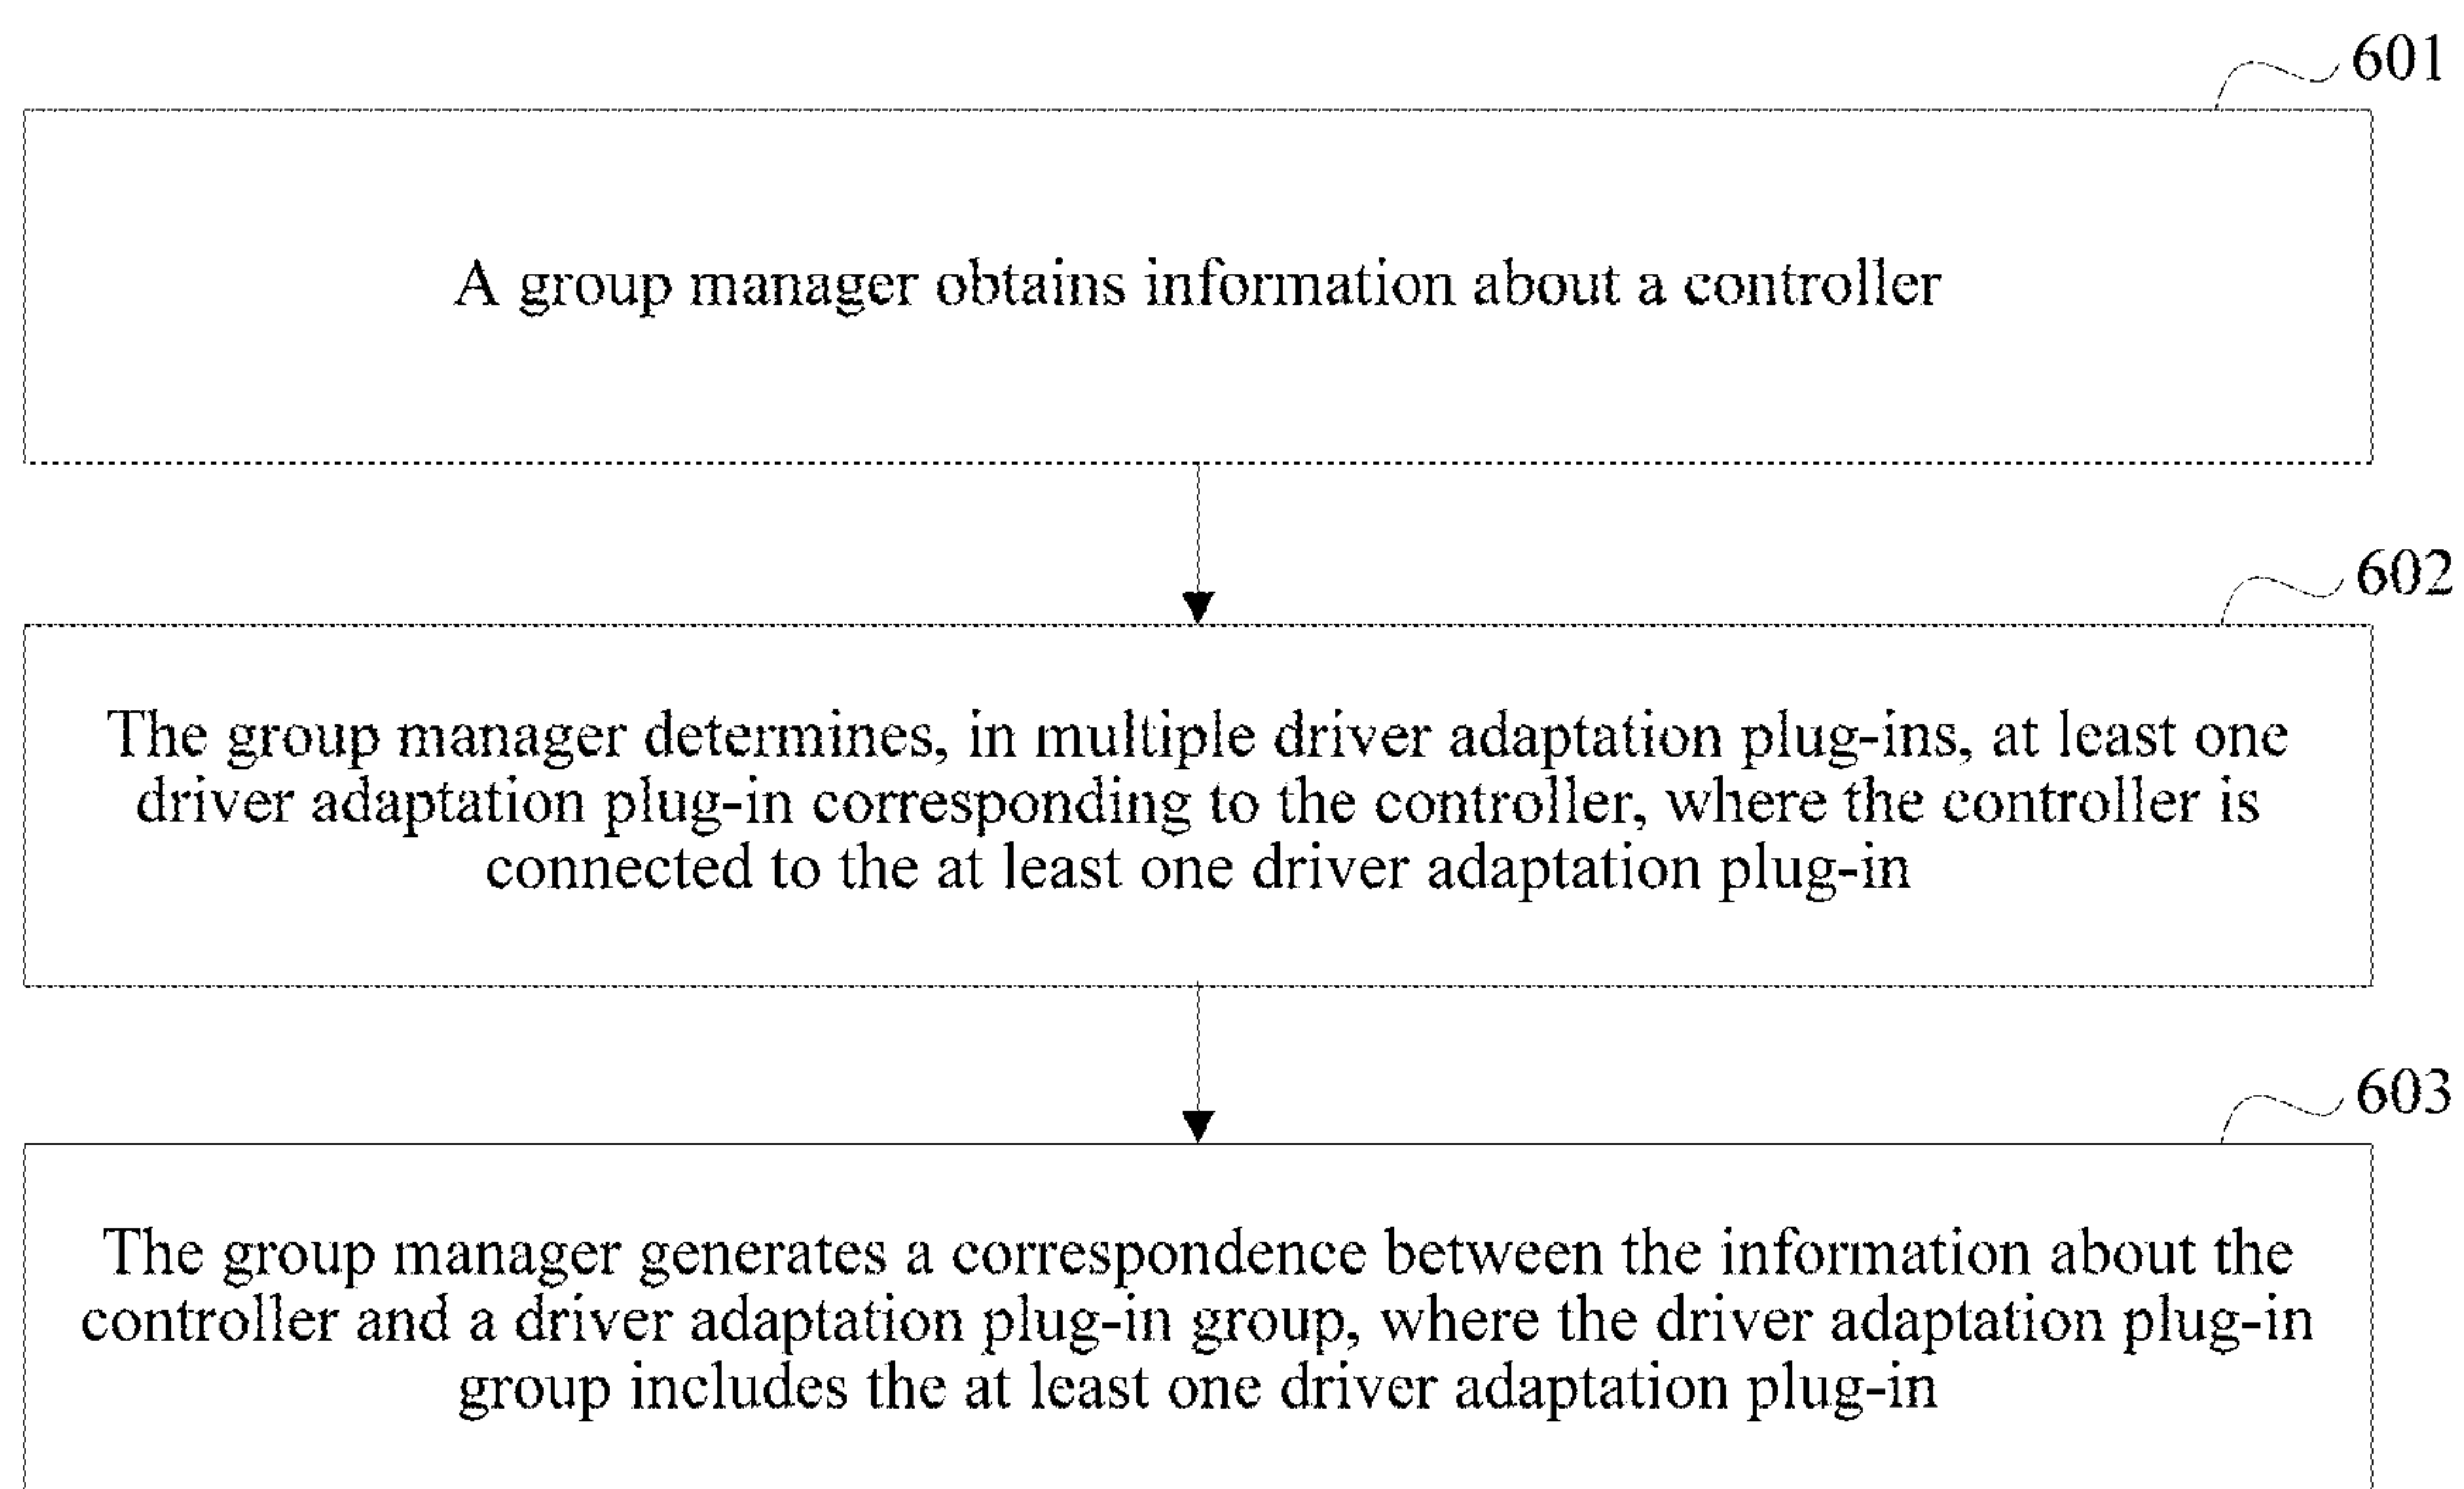 601
A group manager obtains information about a controller
602
The group manager determines, in multiple driver adaptation plug-ins, at least one
driver adaptation plug-in corresponding to the controller, where the controller is
connected to the at least one driver adaptation plug-in
603
The group manager generates a correspondence between the information about the
controller and a driver adaptation plug-in group, where the driver adaptation plug-in
group includes the at least one driver adaptation plug-in